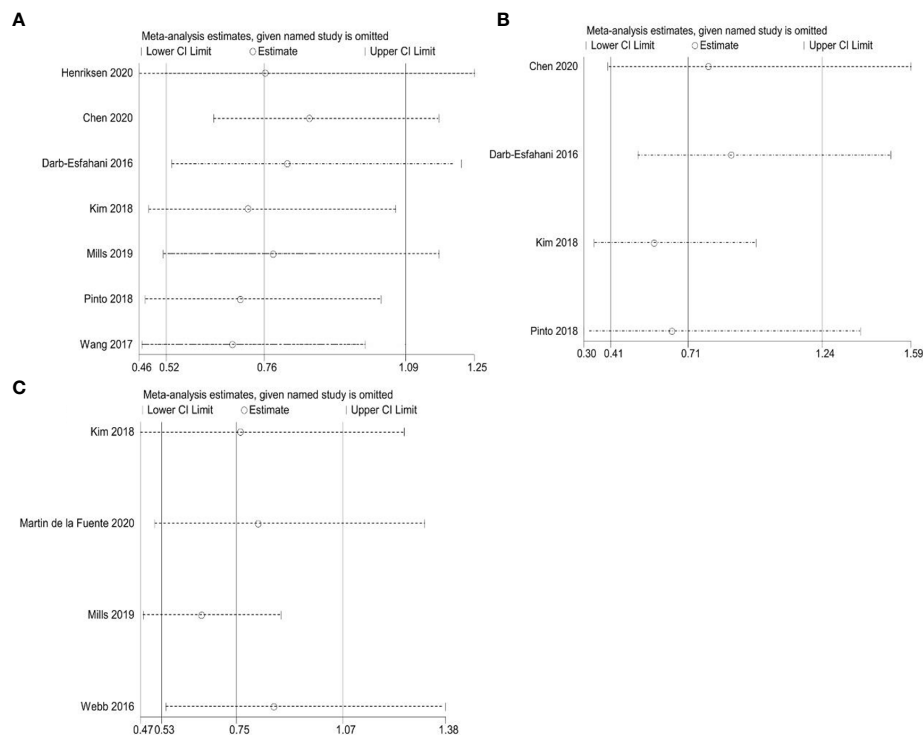 A
Meta-analysis estimates, given named study is omitted
Lower CI Limit Estimate Upper CI Limit
Henriksen 2020
Chen 2020
Darb-Esfahani 2016
Kim 2018
Mills 2019
Pinto 2018
Wang 2017
0.46 0.52 0.76 1.09 1.25
B
Meta-analysis estimates, given named study is omitted
Lower CI Limit Estimate Upper CI Limit
Chen 2020
Darb-Esfahani 2016
Kim 2018
Pinto 2018
0.30 0.41 0.71 1.24 1.59
C
Meta-analysis estimates, given named study is omitted
Lower CI Limit Estimate Upper CI Limit
Kim 2018
Martin de la Fuente 2020
Mills 2019
Webb 2016
0.47 0.53 0.75 1.07 1.38